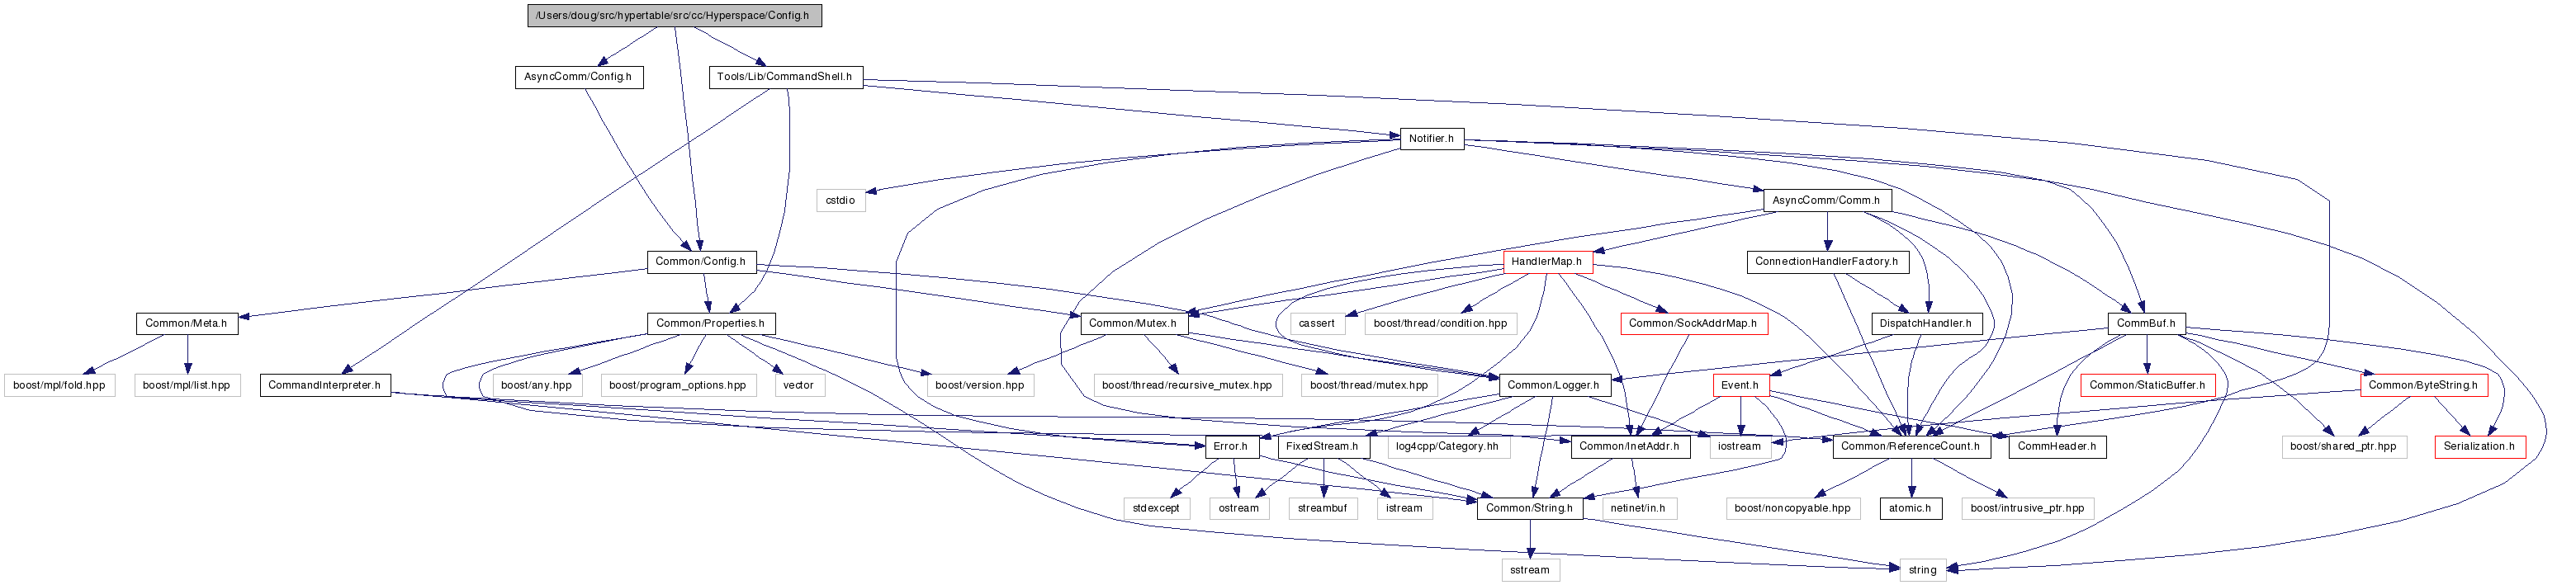 /Users/doug/src/hypertable/src/cc/Hyperspace/Config.h
AsyncComm/Config.h
Tools/Lib/CommandShell.h
Notifier.h
cstdio
AsyncComm/Comm.h
Common/Config.h
HandlerMap.h
ConnectionHandlerFactory.h
Common/Meta.h
Common/Properties.h
Common/Mutex.h
cassert
boost/thread/condition.hpp
Common/SockAddrMap.h
DispatchHandler.h
CommBuf.h
boost/mpl/fold.hpp
boost/mpl/list.hpp
CommandInterpreter.h
boost/any.hpp
boost/program_options.hpp
vector
boost/version.hpp
boost/thread/recursive_mutex.hpp
boost/thread/mutex.hpp
Common/Logger.h
Event.h
Common/StaticBuffer.h
Common/ByteString.h
Error.h
FixedStream.h
log4cpp/Category.hh
Common/InetAddr.h
iostream
Common/ReferenceCount.h
CommHeader.h
boost/shared_ptr.hpp
Serialization.h
stdexcept
ostream
streambuf
istream
Common/String.h
netinet/in.h
boost/noncopyable.hpp
atomic.h
boost/intrusive_ptr.hpp
sstream
string